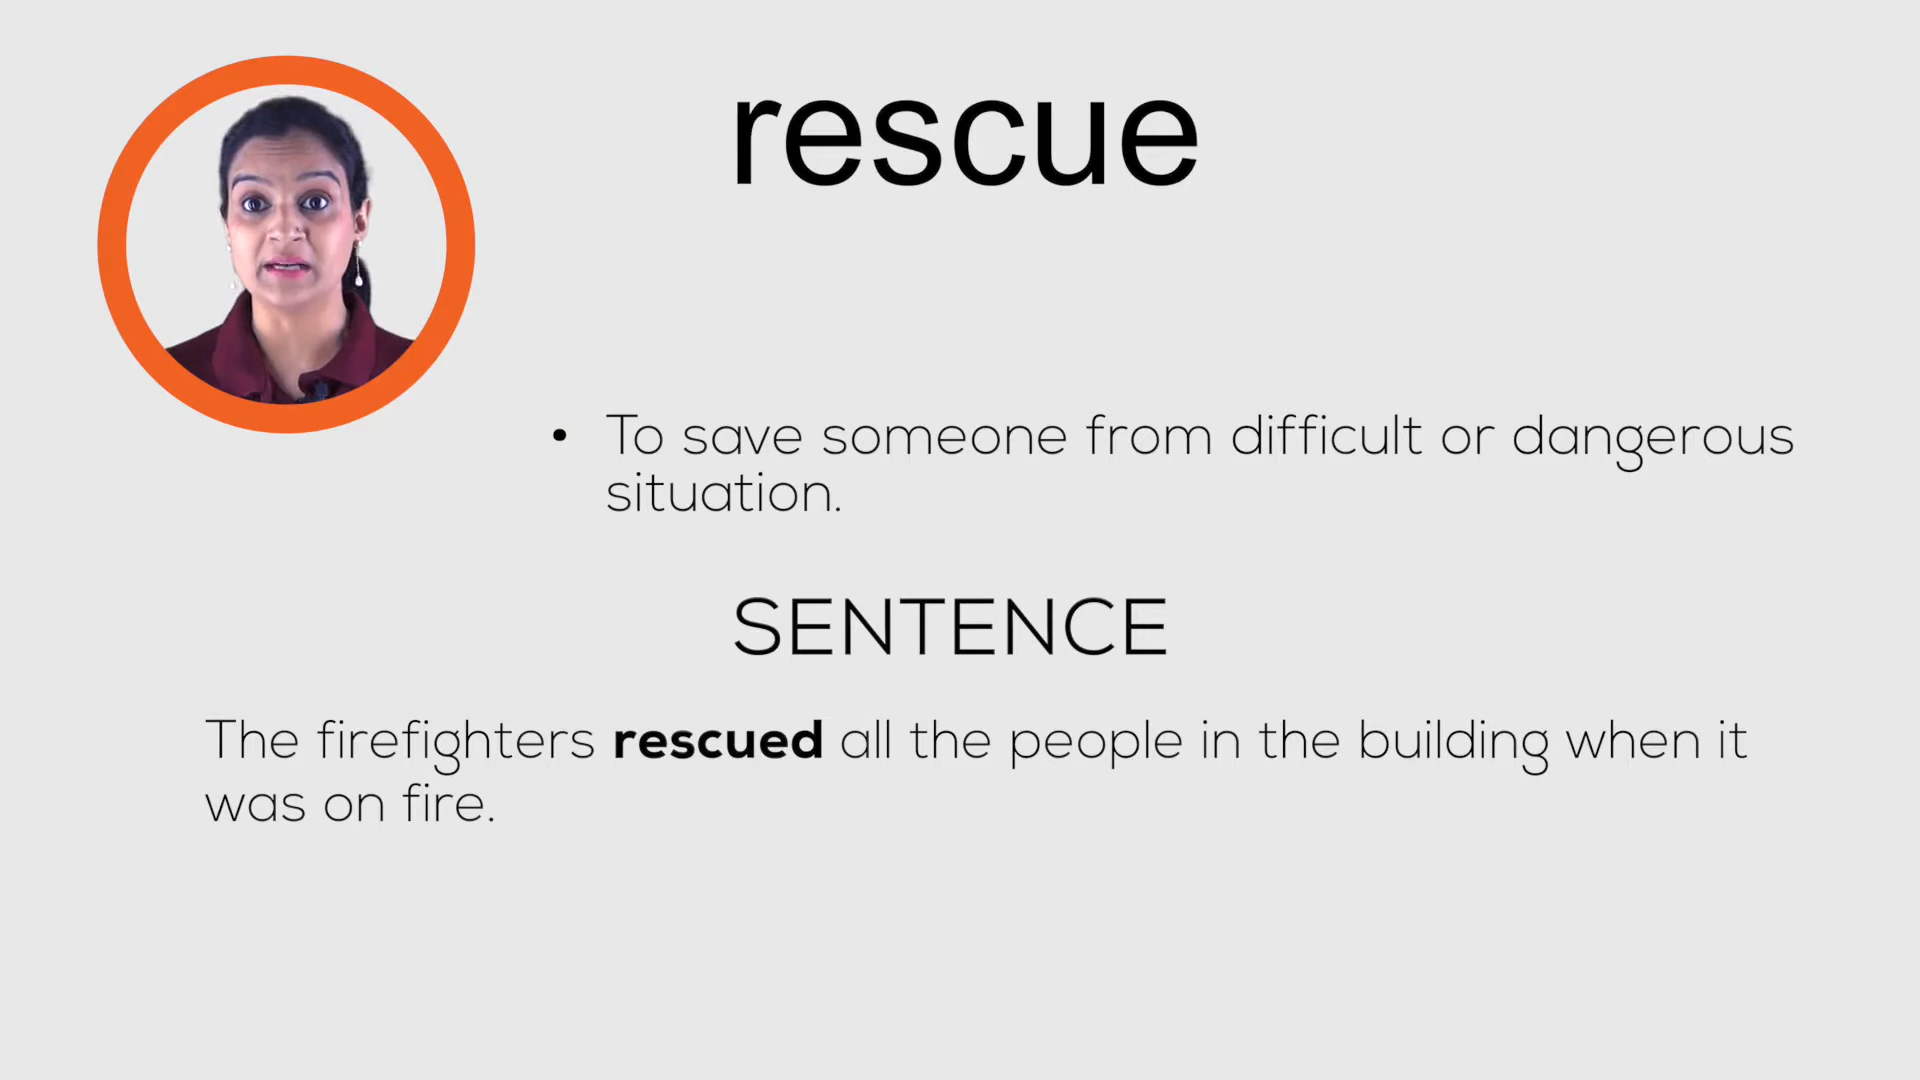 rescue
• To save someone from difficult or dangerous
situation.
SENTENCE
The firefighters rescued all the people in the building when it
was on fire.